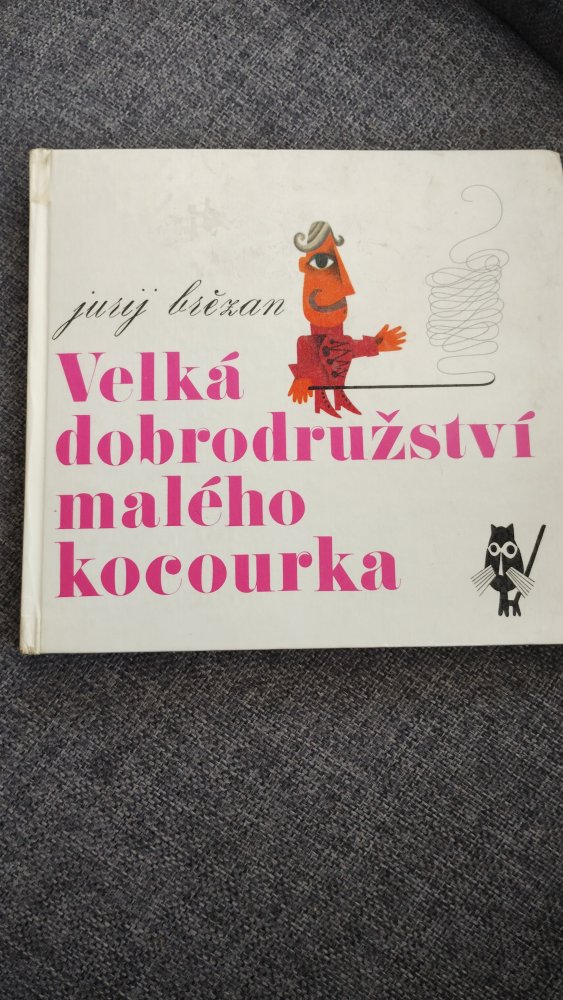 jurij brězan
Velká
dobrodružství
malého
kocourka